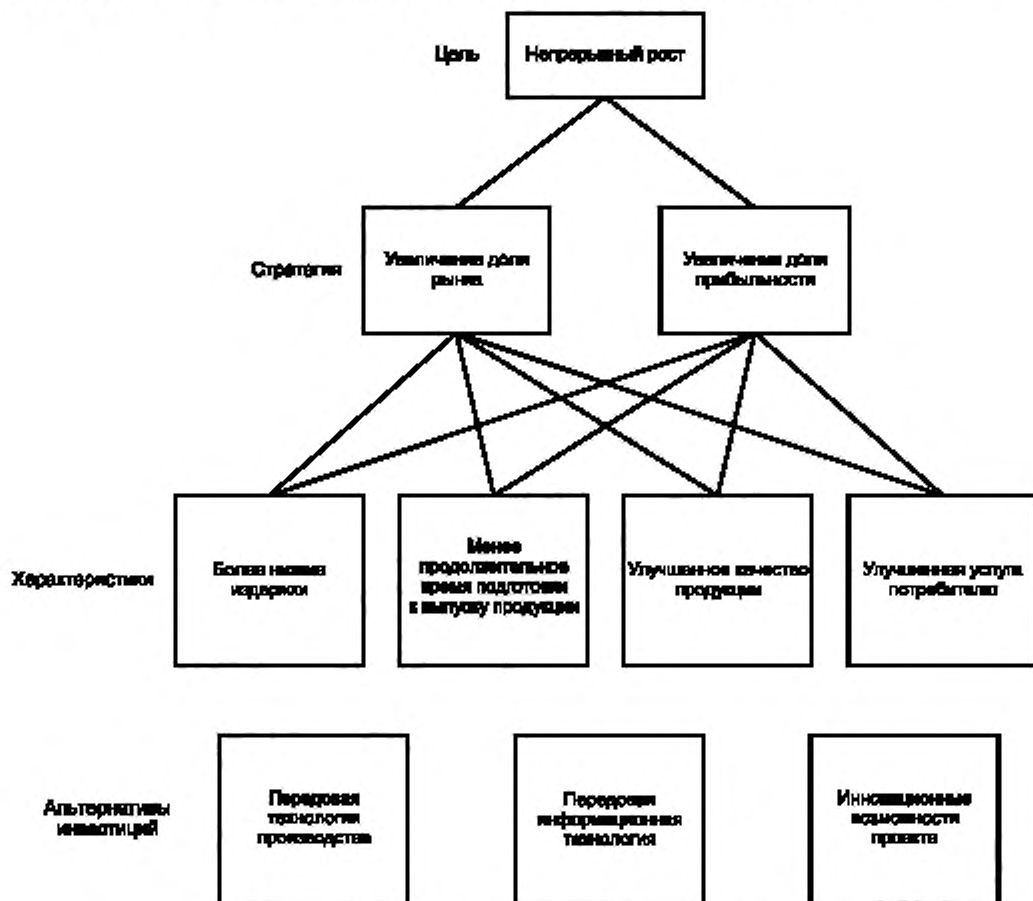 Цель
Непрерывный рост
Стратегия
Увеличение доли
рынка
Увеличение доли
прибыльности
Характеристики
Более низкие
издержки
Менее
продолжительное
время подготовки
к выпуску продукции
Улучшенное качество
продукции
Улучшенная услуга
потребителю
Альтернативы
инвестиций
Передовая
технология
производства
Передовая
информационная
технология
Инновационные
возможности
проекта